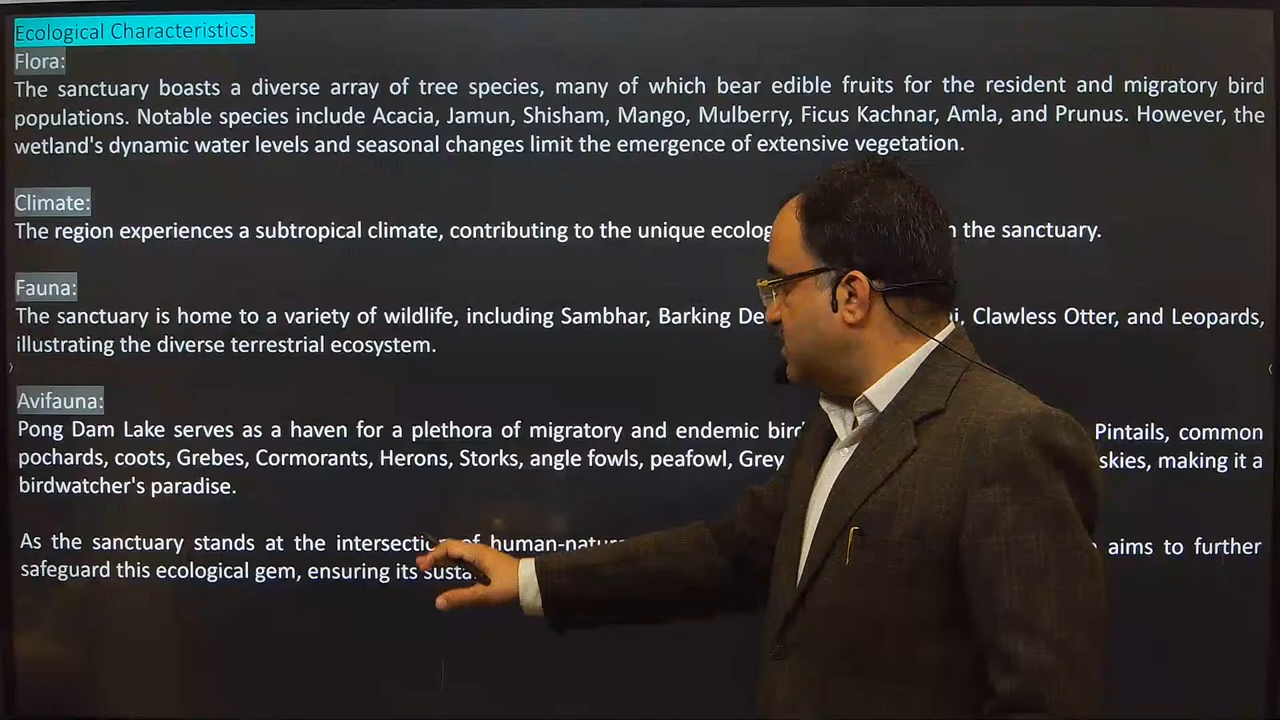 Ecological Characteristics:
Flora:
The sanctuary boasts a diverse array of tree species, many of which bear edible fruits for the resident and migratory bird
populations. Notable species include Acacia, Jamun, Shisham, Mango, Mulberry, Ficus Kachnar, Amla, and Prunus. However, the
wetland's dynamic water levels and seasonal changes limit the emergence of extensive vegetation.
Climate:
The region experiences a subtropical climate, contributing to the unique the sanctuary.
Fauna:
The sanctuary is home to a variety of wildlife, including Sambhar, Barking Clawless Otter, and Leopards,
illustrating the diverse terrestrial ecosystem.
Avifauna:
Pong Dam Lake serves as a haven for a plethora of migratory and endemic Pintails, common
pochards, coots, Grebes, Cormorants, Herons, Storks, angle fowls, peafowl, Grey skies, making it a
birdwatcher's paradise.
As the sanctuary stands at the of aims to further
safeguard this ecological gem, ensuring its